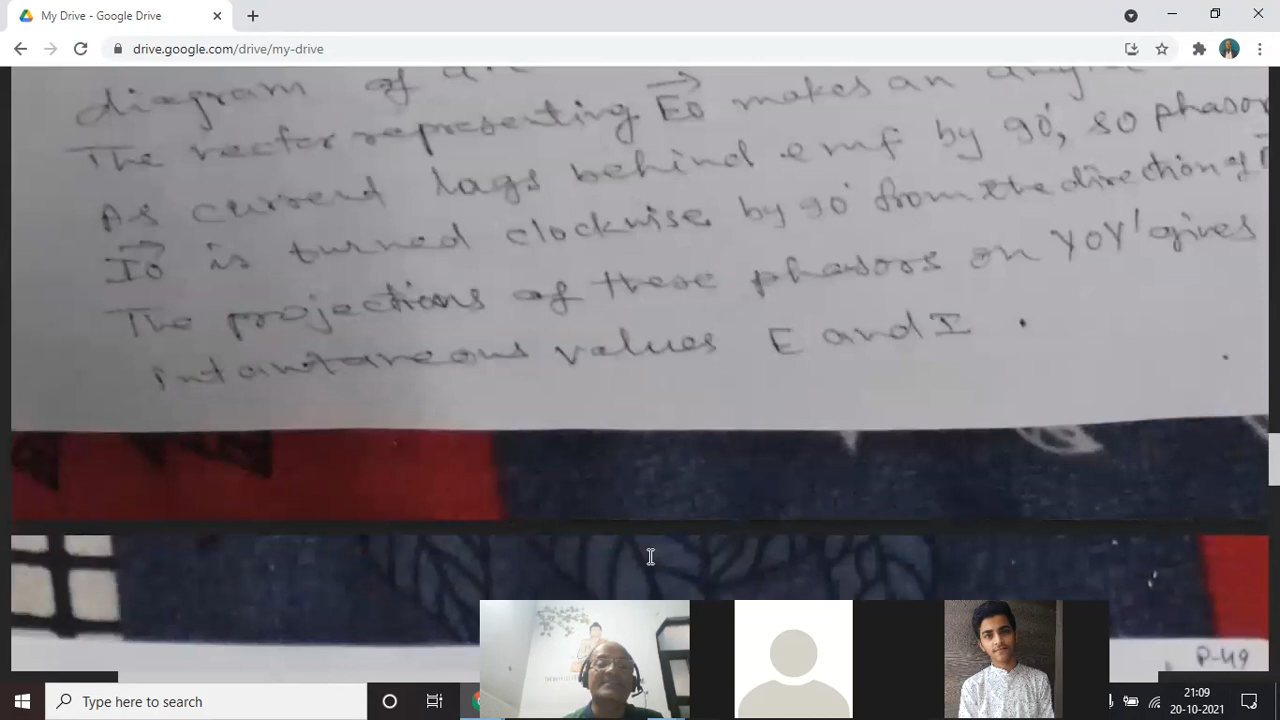 My Drive - Google Drive
drive.google.com/drive/my-drive
diagram of
The vector representing E0 makes an
As current lags behind emf by 90°, so phasor
I0 is turned clockwise by 90° from the direction of
The projections of these phasors on YOY' gives
intantaneous values E and I .
P-49
Type here to search
21:09
20-10-2021